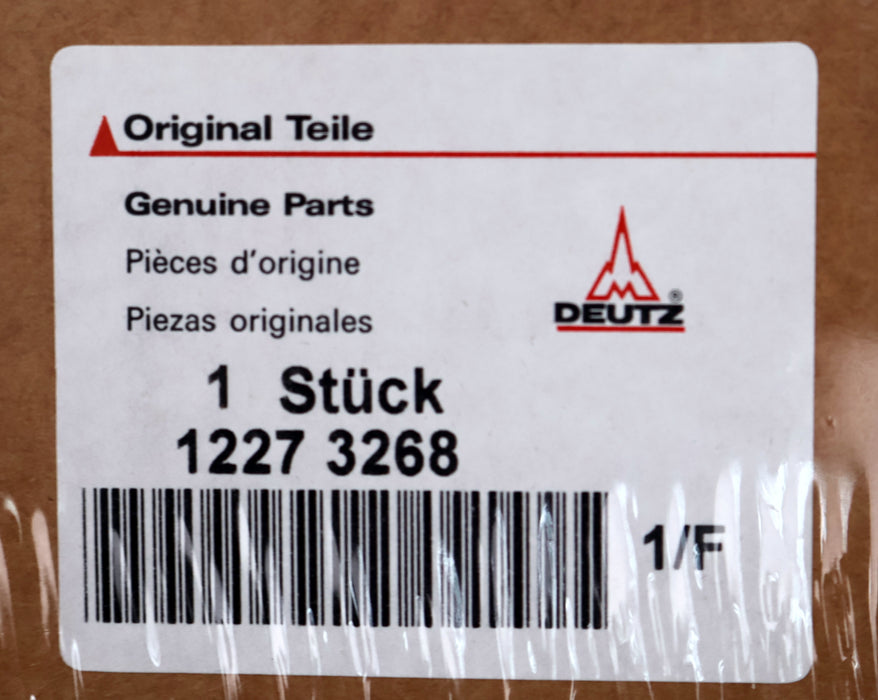 Original Teile
Genuine Parts
Pièces d'origine
Piezas originales
DEUTZ ®
1 Stück
1227 3268
1/F